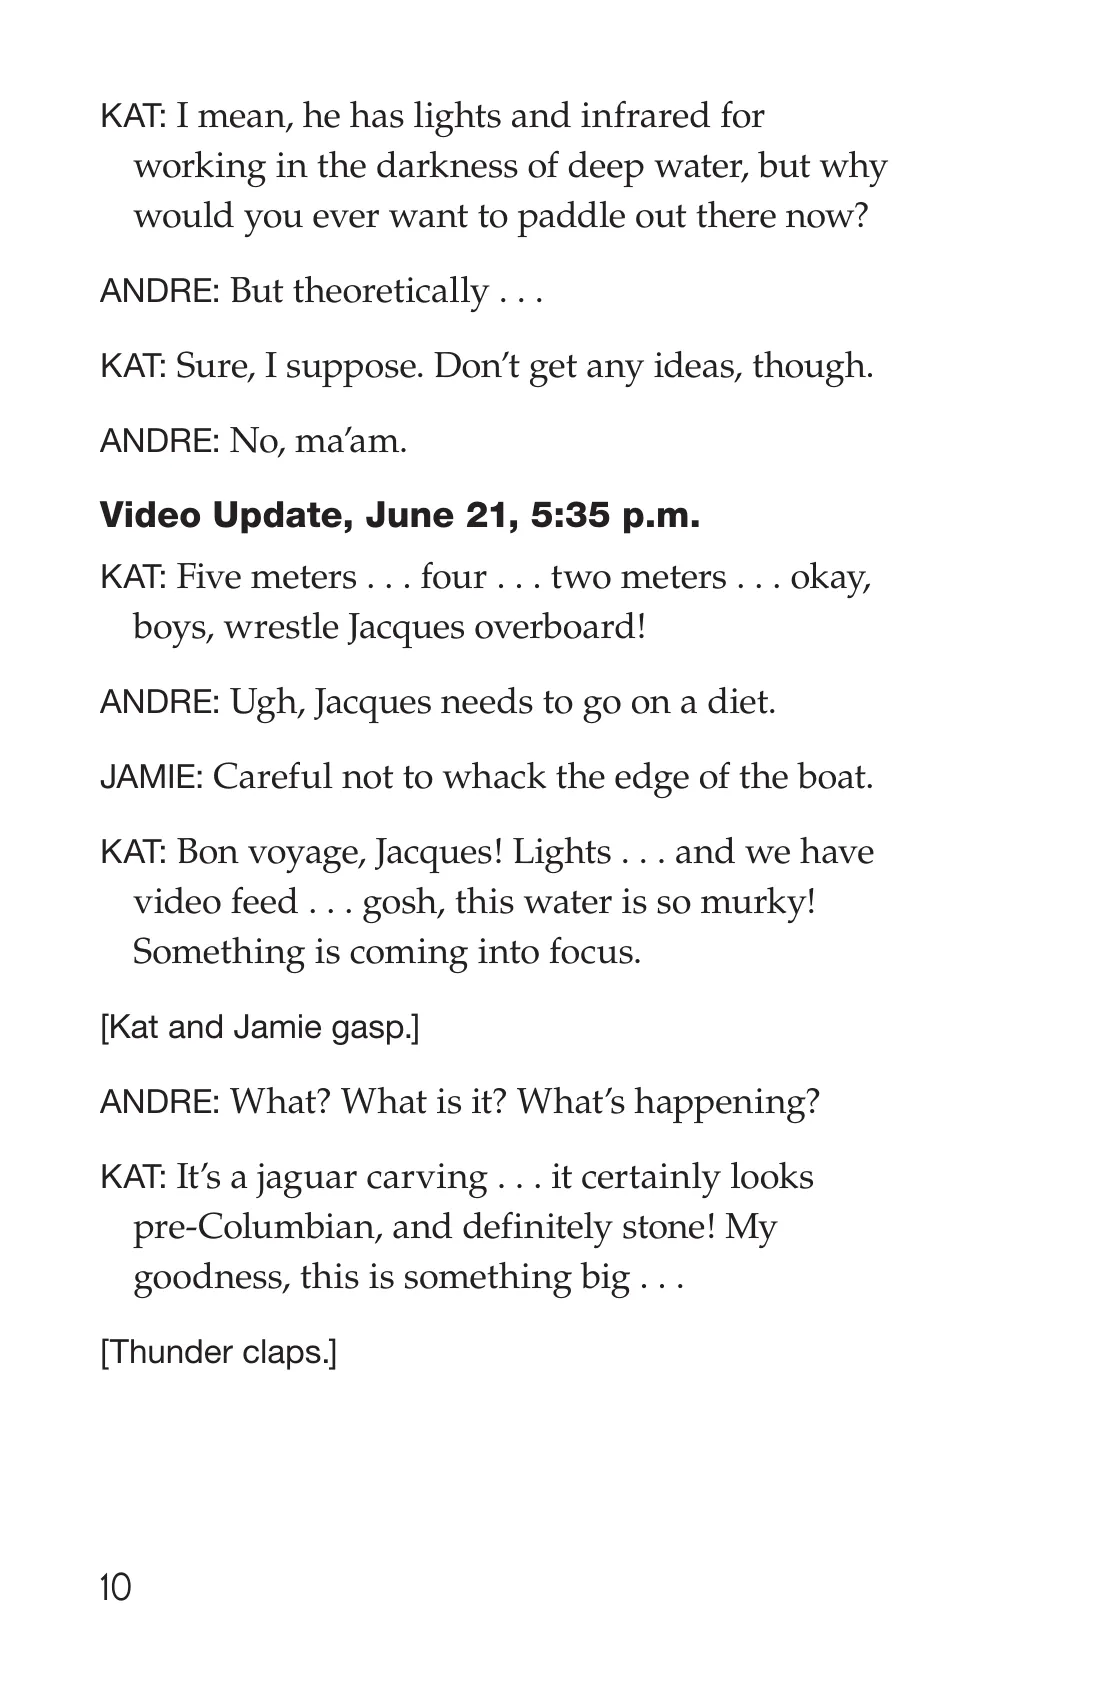 KAT: I mean, he has lights and infrared for
working in the darkness of deep water, but why
would you ever want to paddle out there now?
ANDRE: But theoretically . . .
KAT: Sure, I suppose. Don’t get any ideas, though.
ANDRE: No, ma’am.
Video Update, June 21, 5:35 p.m.
KAT: Five meters . . . four . . . two meters . . . okay,
boys, wrestle Jacques overboard!
ANDRE: Ugh, Jacques needs to go on a diet.
JAMIE: Careful not to whack the edge of the boat.
KAT: Bon voyage, Jacques! Lights . . . and we have
video feed . . . gosh, this water is so murky!
Something is coming into focus.
[Kat and Jamie gasp.]
ANDRE: What? What is it? What’s happening?
KAT: It’s a jaguar carving . . . it certainly looks
pre-Columbian, and definitely stone! My
goodness, this is something big . . .
[Thunder claps.]
10